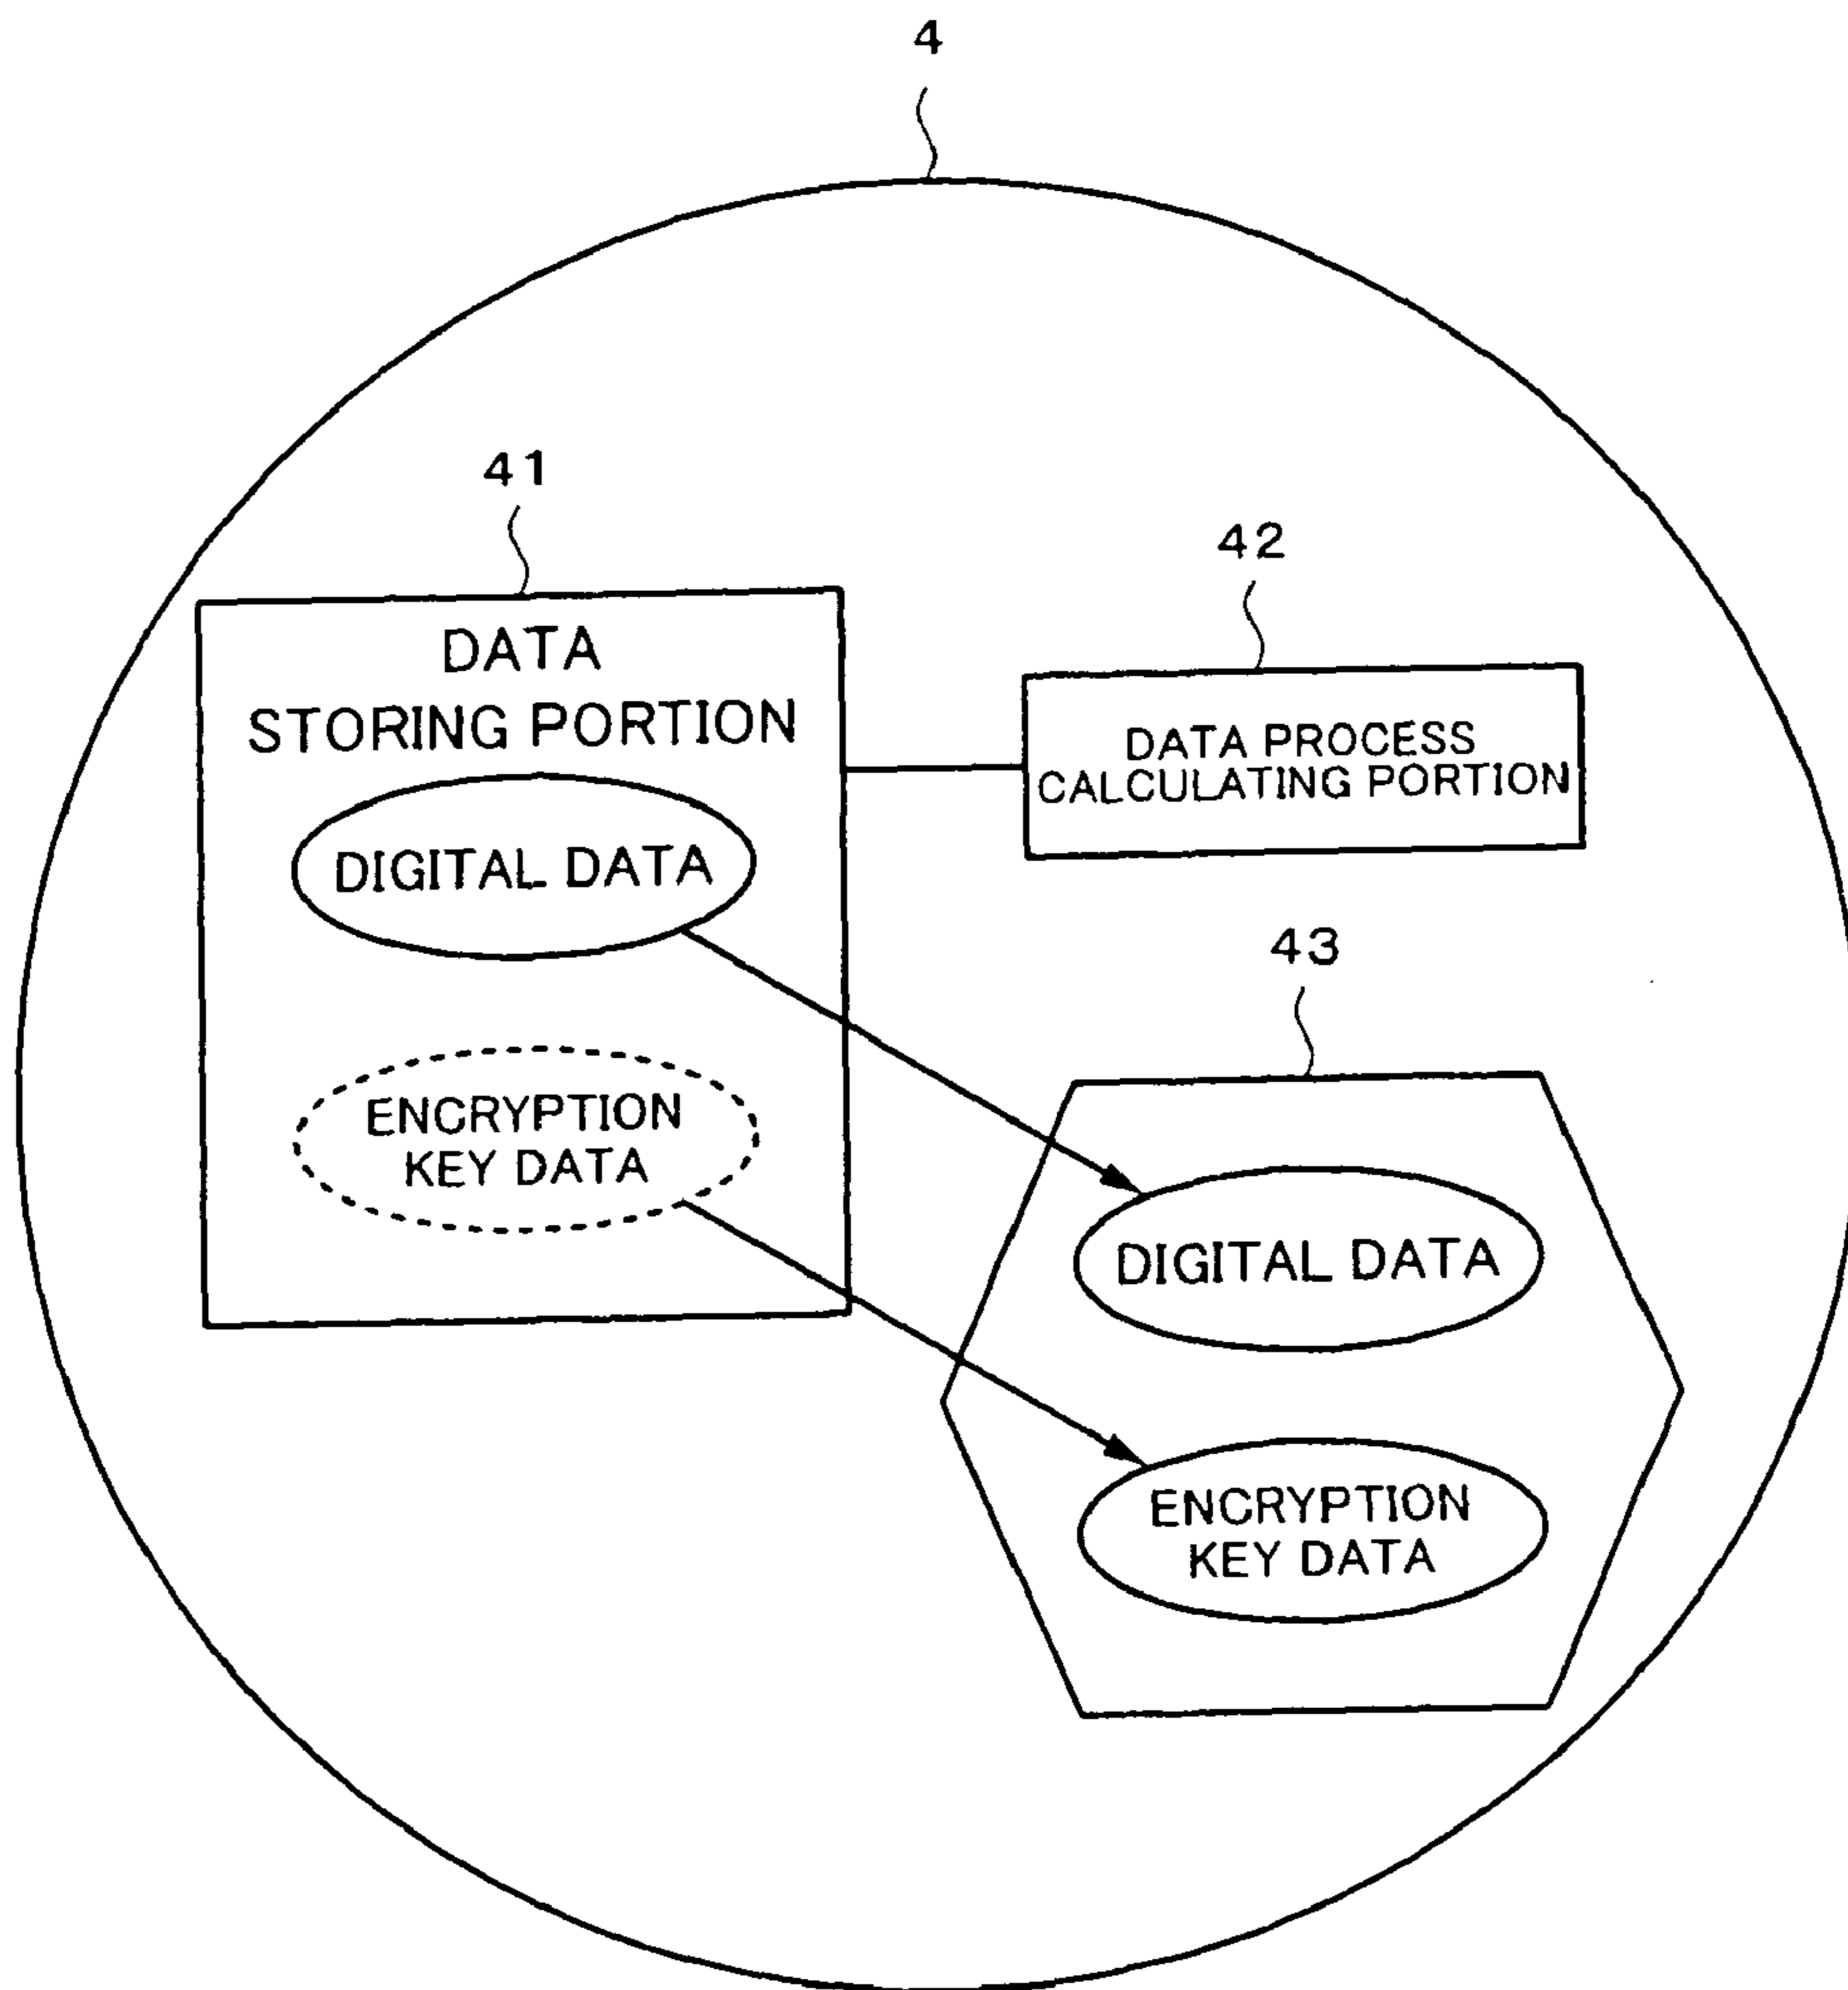 4
41
DATA
STORING PORTION
DIGITAL DATA
ENCRYPTION
KEY DATA
42
DATA PROCESS
CALCULATING PORTION
43
DIGITAL DATA
ENCRYPTION
KEY DATA